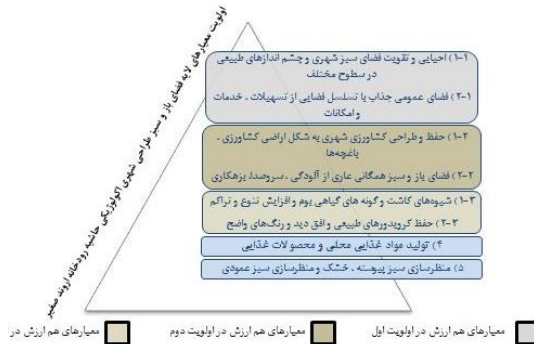 اولویت معیارهای لایه فضای باز و سبز طراحی شهری اکولوژیکی حاشیه رودخانه اروند صغیر
۱-۱) احیایی و تقویت فضای سبز شهری و چشم اندازهای طبیعی
در سطوح مختلف
۲-۱) فضای عمومی جذاب با تسلسل فضایی از تسهیلات ، خدمات
و امکانات
۱-۲) حفظ و طراحی کشاورزی شهری به شکل اراضی کشاورزی ،
باغچه‌ها
۲-۲) فضای باز و سبز همگانی عاری از آلودگی ، سروصدا، بزهکاری
۱-۳) شیوه‌های کاشت و گونه های گیاهی بوم و افزایش تنوع و تراکم
۲-۳) حفظ کریدورهای طبیعی و افق دید و رنگ‌های واضح
۴) تولید مواد غذایی محلی و محصولات غذایی
۵) منظرسازی سبز پیوسته ، خشک و منظرسازی سبز عمودی
معیارهای هم ارزش در اولویت اول
معیارهای هم ارزش در اولویت دوم
معیارهای هم ارزش در